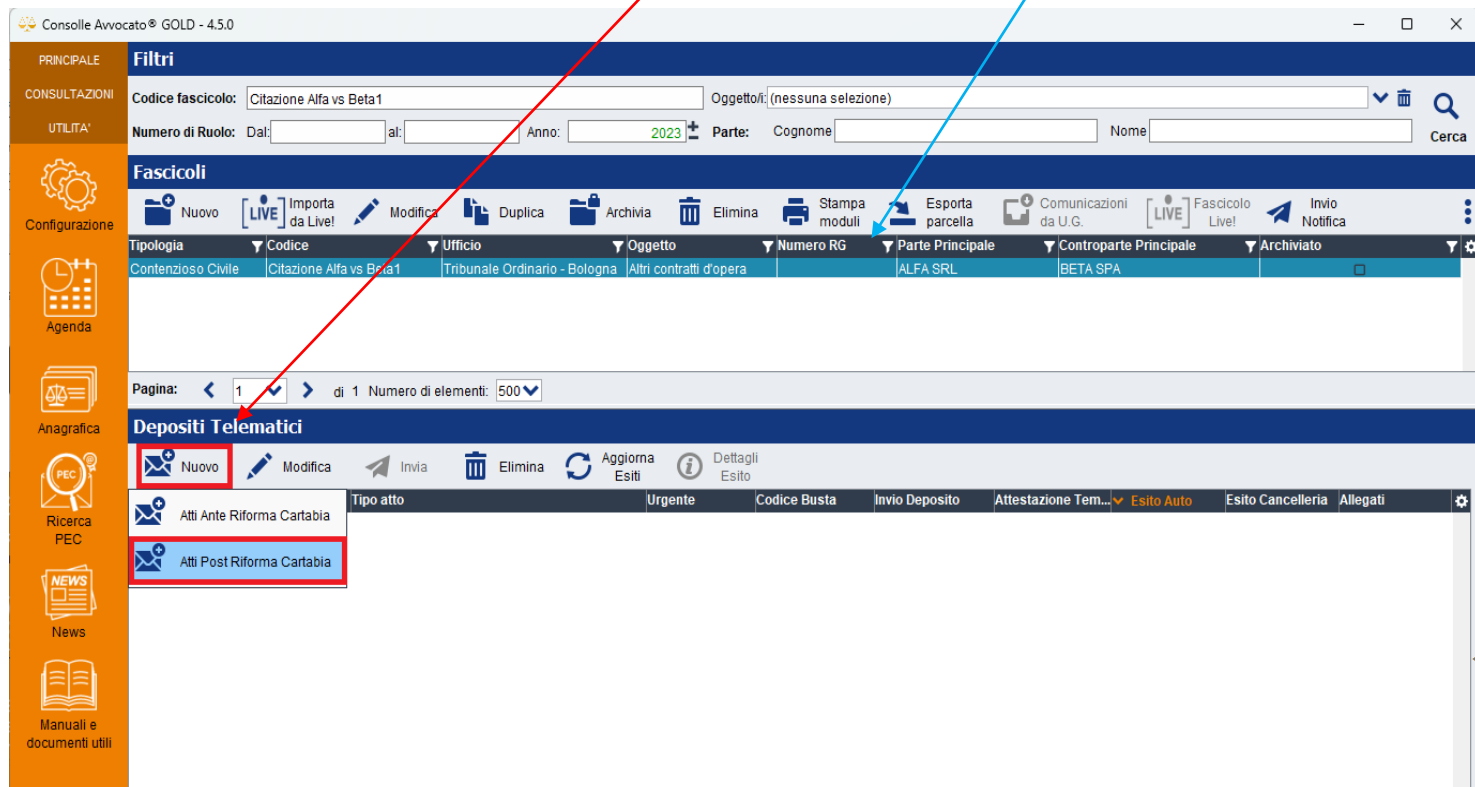 Consolle Avvocato® GOLD - 4.5.0
PRINCIPALE
CONSULTAZIONI
UTILITA'
Configurazione
Agenda
Anagrafica
PEC
Ricerca
PEC
NEWS
News
Manuali e
documenti utili
Filtri
Codice fascicolo: Citazione Alfa vs Beta1 Oggetto/i: (nessuna selezione)
Numero di Ruolo: Dal: al: Anno: 2023 Parte: Cognome Nome
Cerca
Fascicoli
Nuovo LIVE Importa da Live! Modifica Duplica Archivia Elimina Stampa moduli Esporta parcella Comunicazioni da U.G. LIVE Fascicolo Live! Invio Notifica
Tipologia Codice Ufficio Oggetto Numero RG Parte Principale Controparte Principale Archiviato
Contenzioso Civile Citazione Alfa vs Beta1 Tribunale Ordinario - Bologna Altri contratti d'opera ALFA SRL BETA SPA
Pagina: 1 di 1 Numero di elementi: 500
Depositi Telematici
Nuovo Modifica Invia Elimina Aggiorna Esiti Dettagli Esito
Tipo atto Urgente Codice Busta Invio Deposito Attestazione Tem... Esito Auto Esito Cancelleria Allegati
Atti Ante Riforma Cartabia
Atti Post Riforma Cartabia